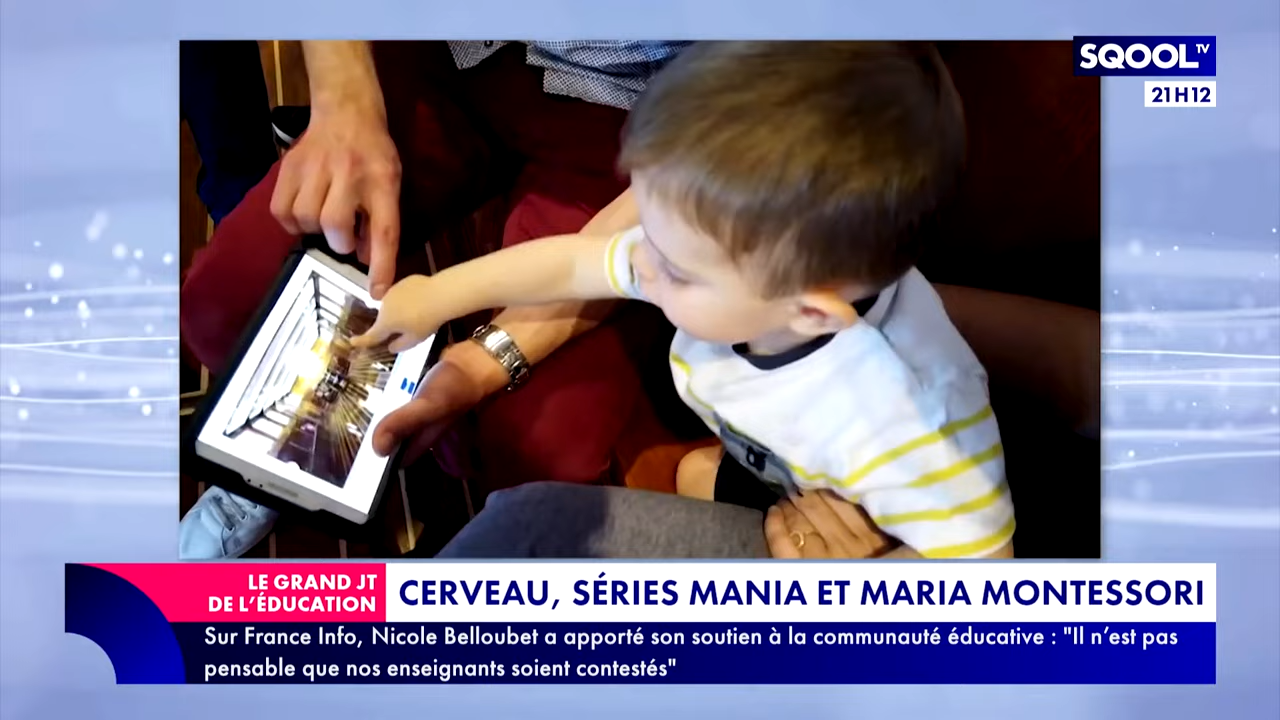 SQOOL TV
21H12
LE GRAND JT
DE L'ÉDUCATION
CERVEAU, SÉRIES MANIA ET MARIA MONTESSORI
Sur France Info, Nicole Belloubet a apporté son soutien à la communauté éducative : "Il n'est pas
pensable que nos enseignants soient contestés"